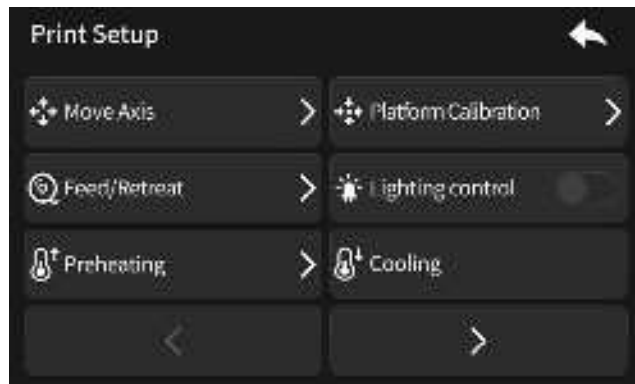 Print Setup
Move Axis
Platform Calibration
Feed/Retreat
Lighting control
Preheating
Cooling